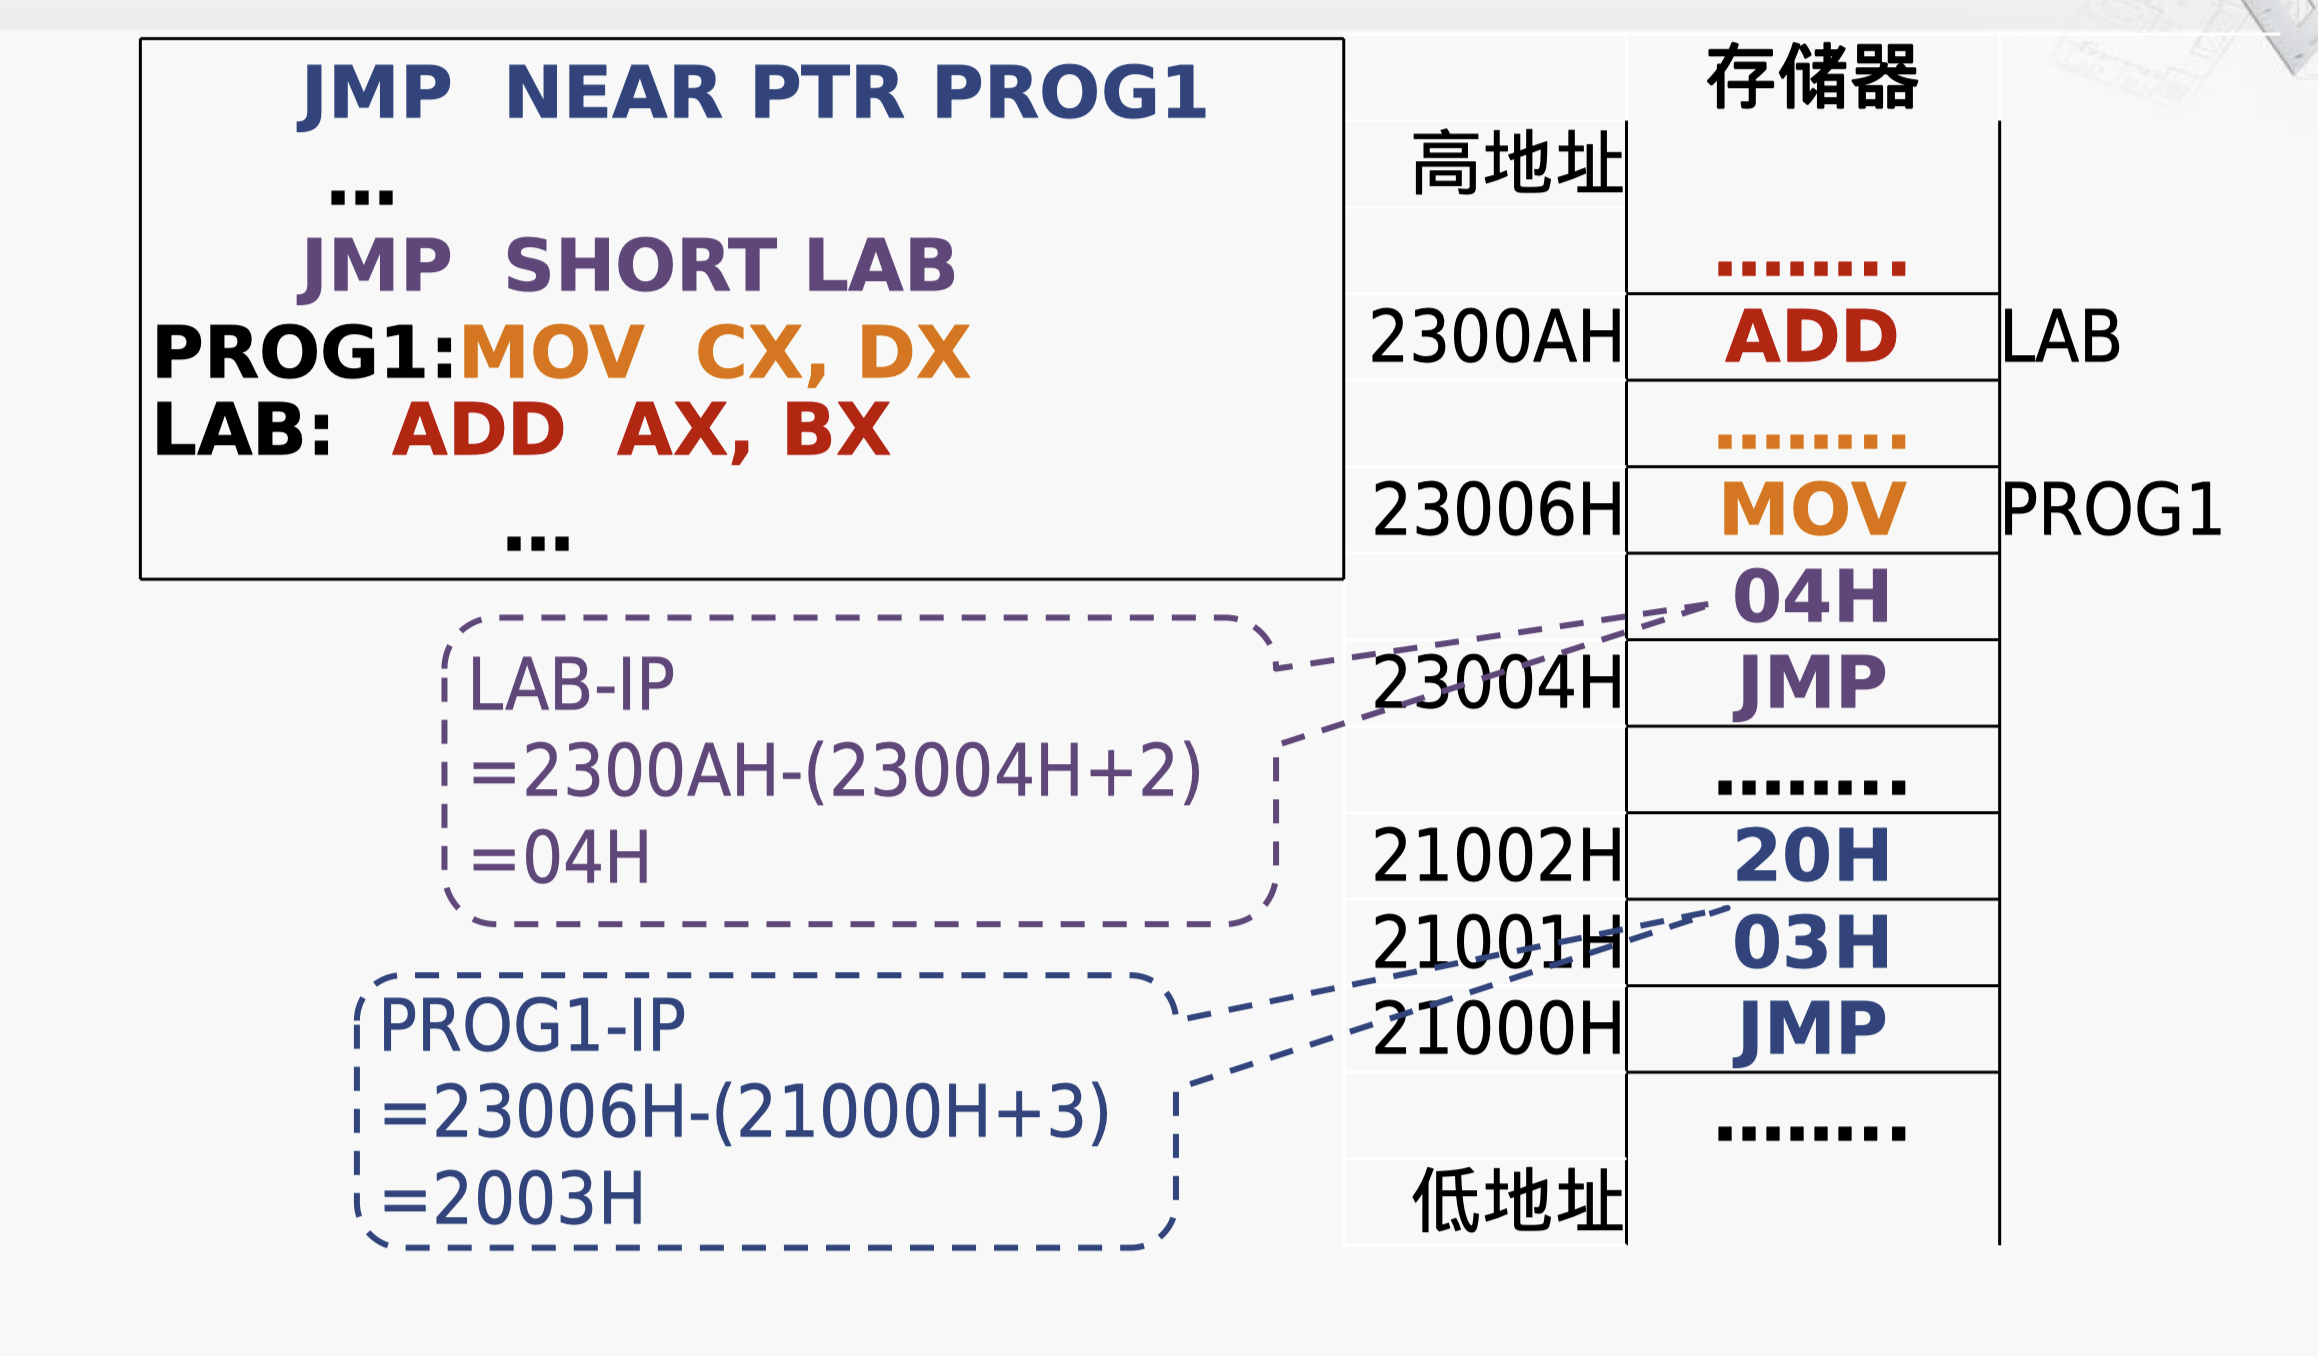 JMP  NEAR PTR PROG1
...
JMP  SHORT LAB
PROG1:MOV  CX, DX
LAB:  ADD  AX, BX
...
LAB-IP
=2300AH-(23004H+2)
=04H
PROG1-IP
=23006H-(21000H+3)
=2003H
存储器
高地址
........
2300AH ADD LAB
........
23006H MOV PROG1
04H
23004H JMP
........
21002H 20H
21001H 03H
21000H JMP
........
低地址